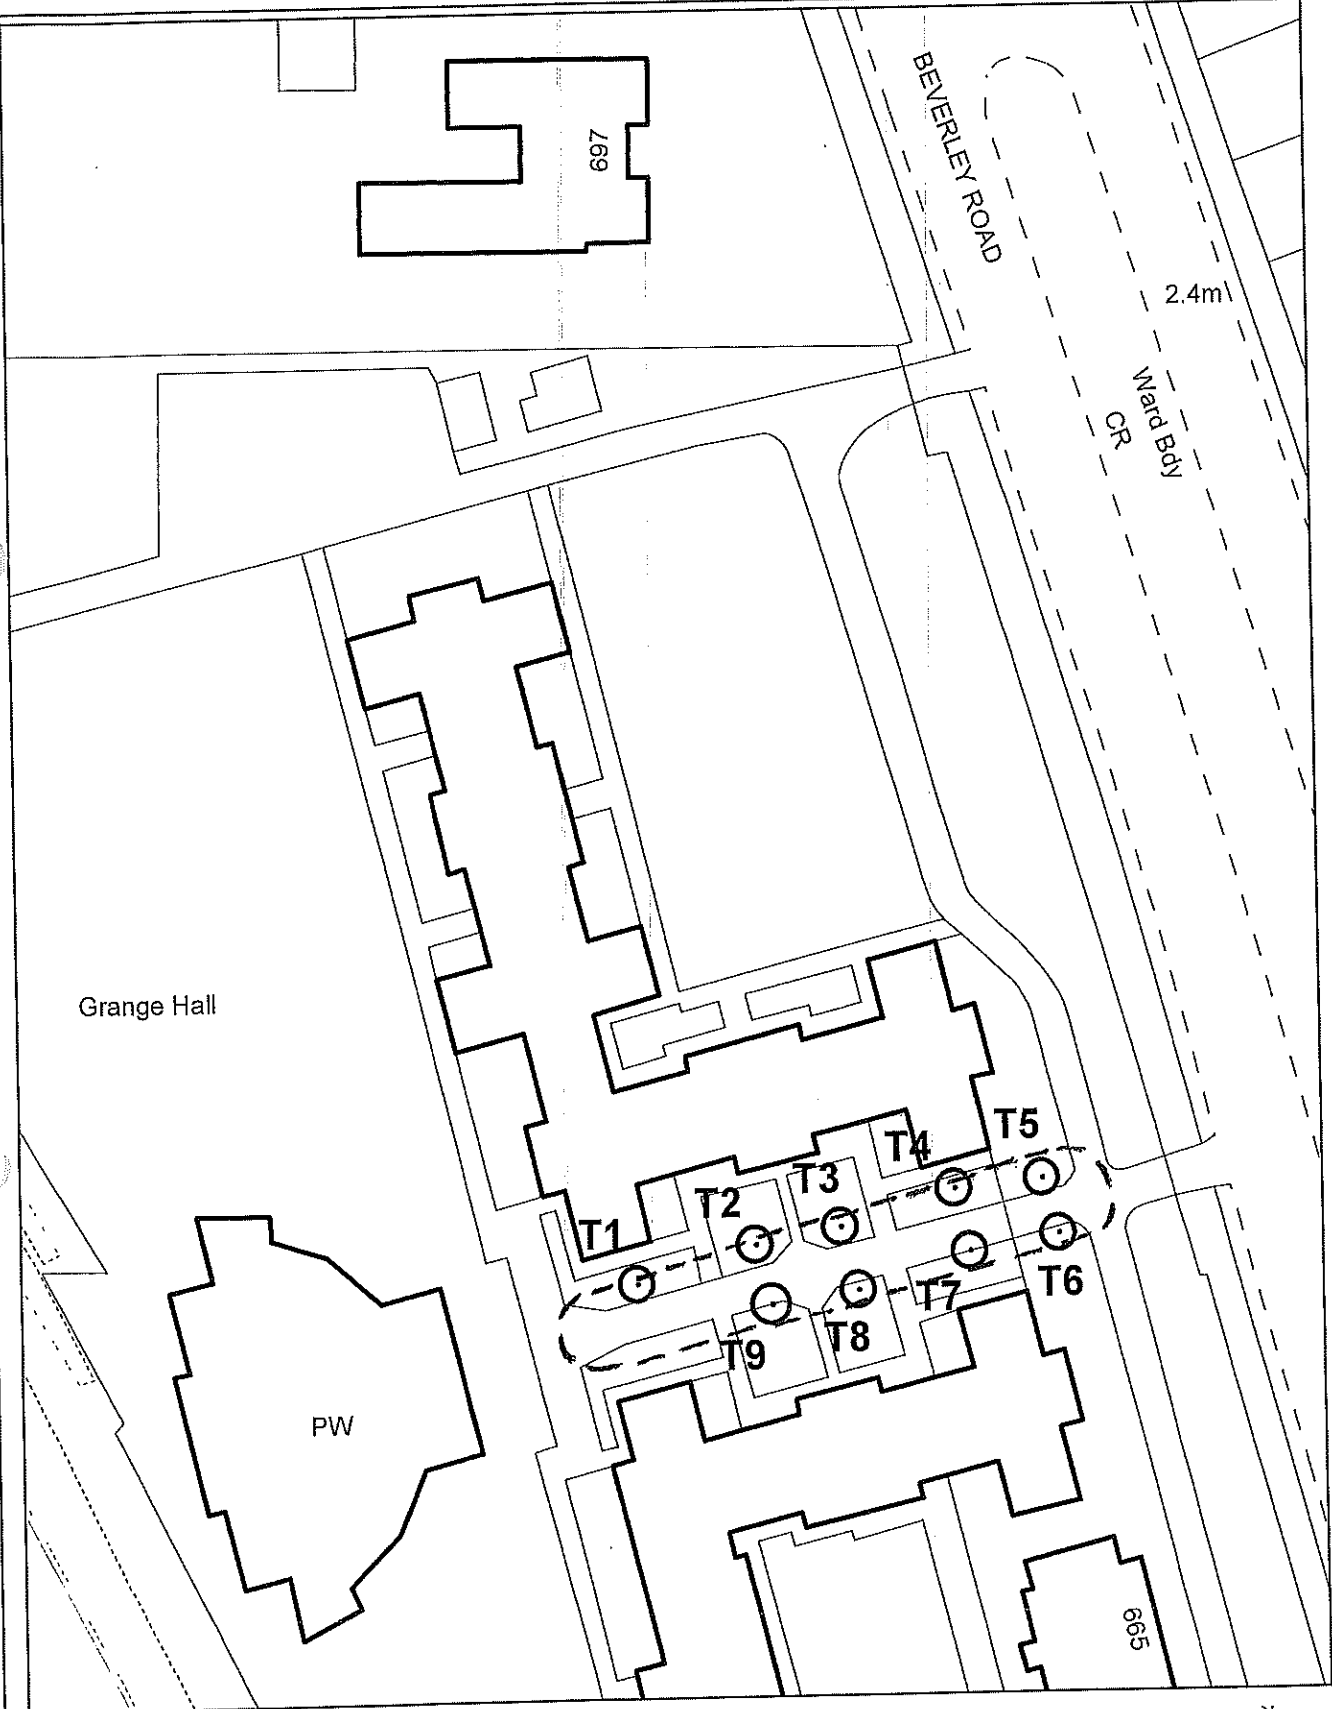 697
BEVERLEY ROAD
2.4m
Ward Bdy
CR
Grange Hall
T5
T4
T3
T2
T1
T6
T7
T8
T9
PW
665